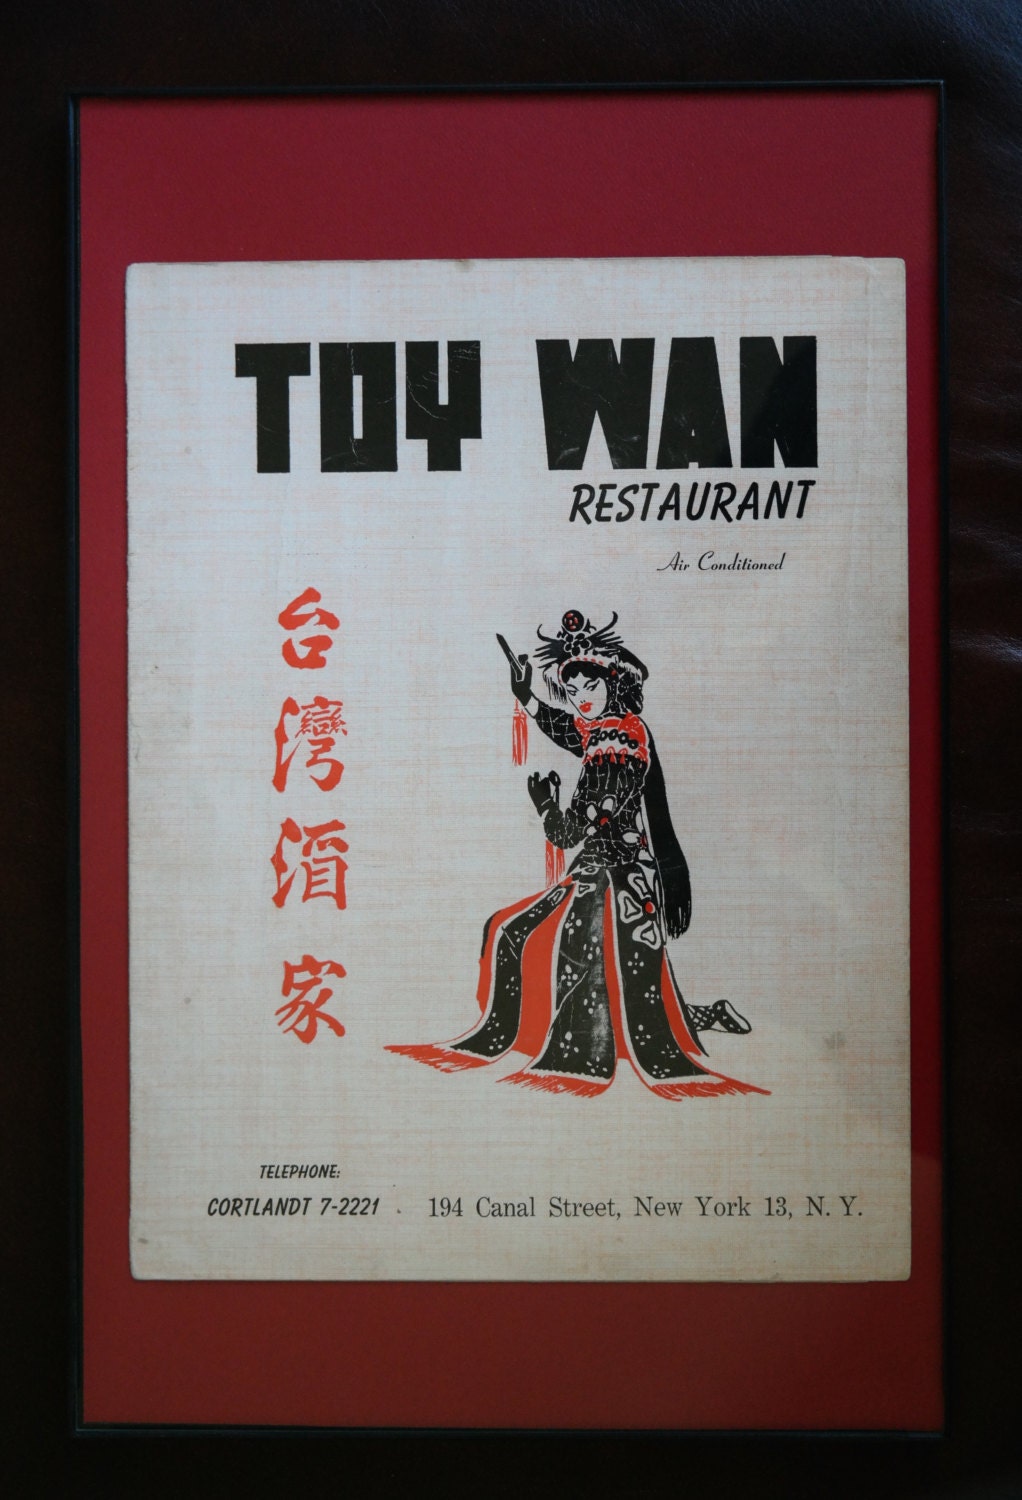 TOY WAN
RESTAURANT
Air Conditioned
台灣酒家
TELEPHONE:
CORTLANDT 7-2221
194 Canal Street, New York 13, N. Y.